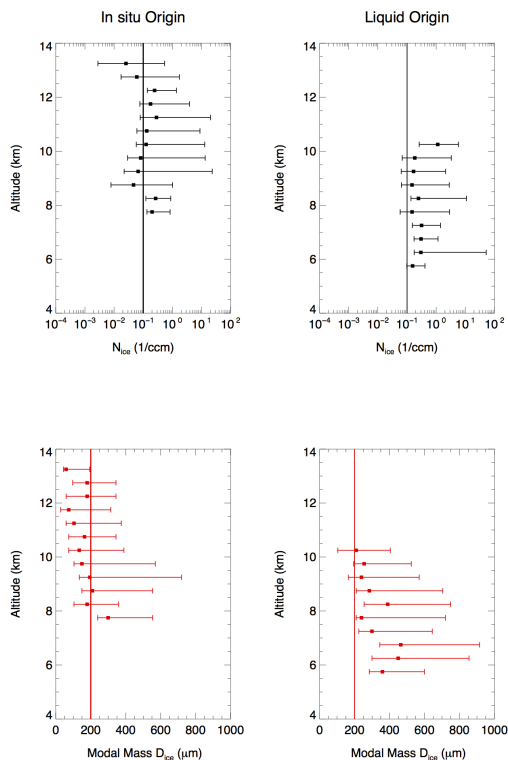 In situ Origin
Liquid Origin
14
12
10
8
6
4
Altitude (km)
10⁻⁴ 10⁻³ 10⁻² 10⁻¹ 10⁰ 10¹ 10²
N_ice (1/ccm)
14
12
10
8
6
4
Altitude (km)
10⁻⁴ 10⁻³ 10⁻² 10⁻¹ 10⁰ 10¹ 10²
N_ice (1/ccm)
14
12
10
8
6
4
Altitude (km)
0 200 400 600 800 1000
Modal Mass D_ice (μm)
14
12
10
8
6
4
Altitude (km)
0 200 400 600 800 1000
Modal Mass D_ice (μm)